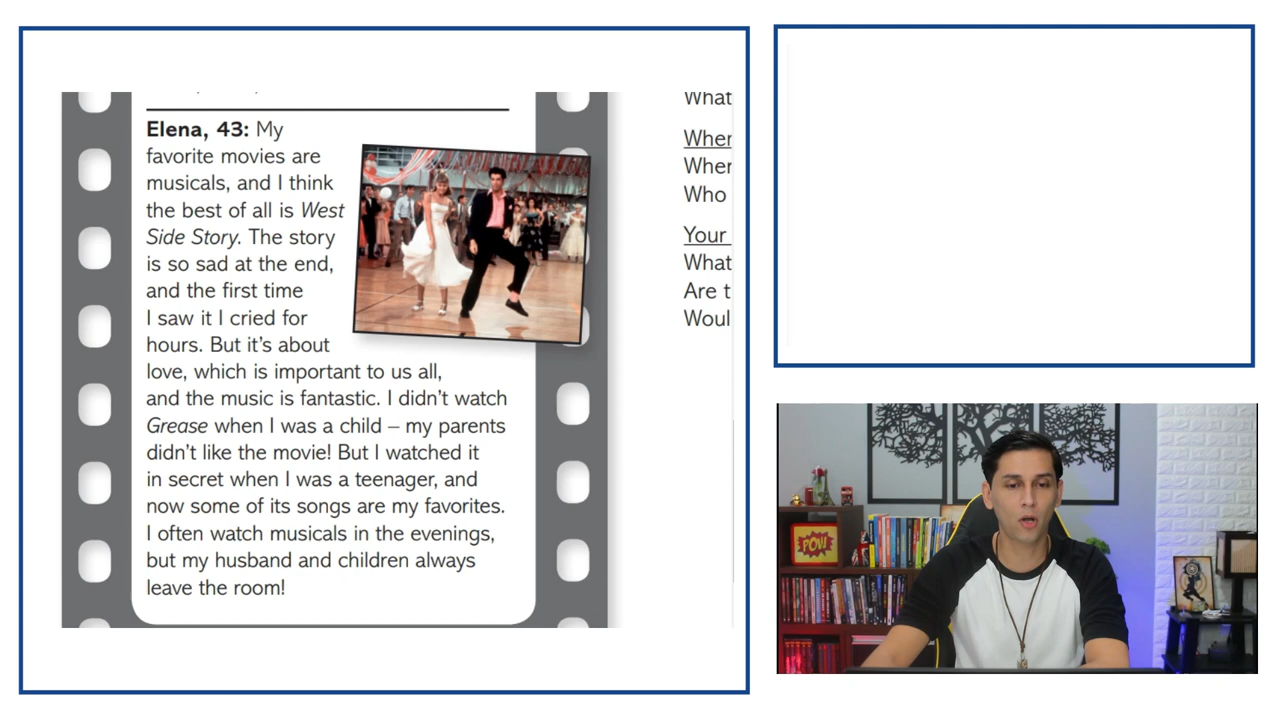 Elena, 43: My
favorite movies are
musicals, and I think
the best of all is West
Side Story. The story
is so sad at the end,
and the first time
I saw it I cried for
hours. But it's about
love, which is important to us all,
and the music is fantastic. I didn't watch
Grease when I was a child – my parents
didn't like the movie! But I watched it
in secret when I was a teenager, and
now some of its songs are my favorites.
I often watch musicals in the evenings,
but my husband and children always
leave the room!
What
Wher
Wher
Who
Your
What
Are t
Woul
POW!